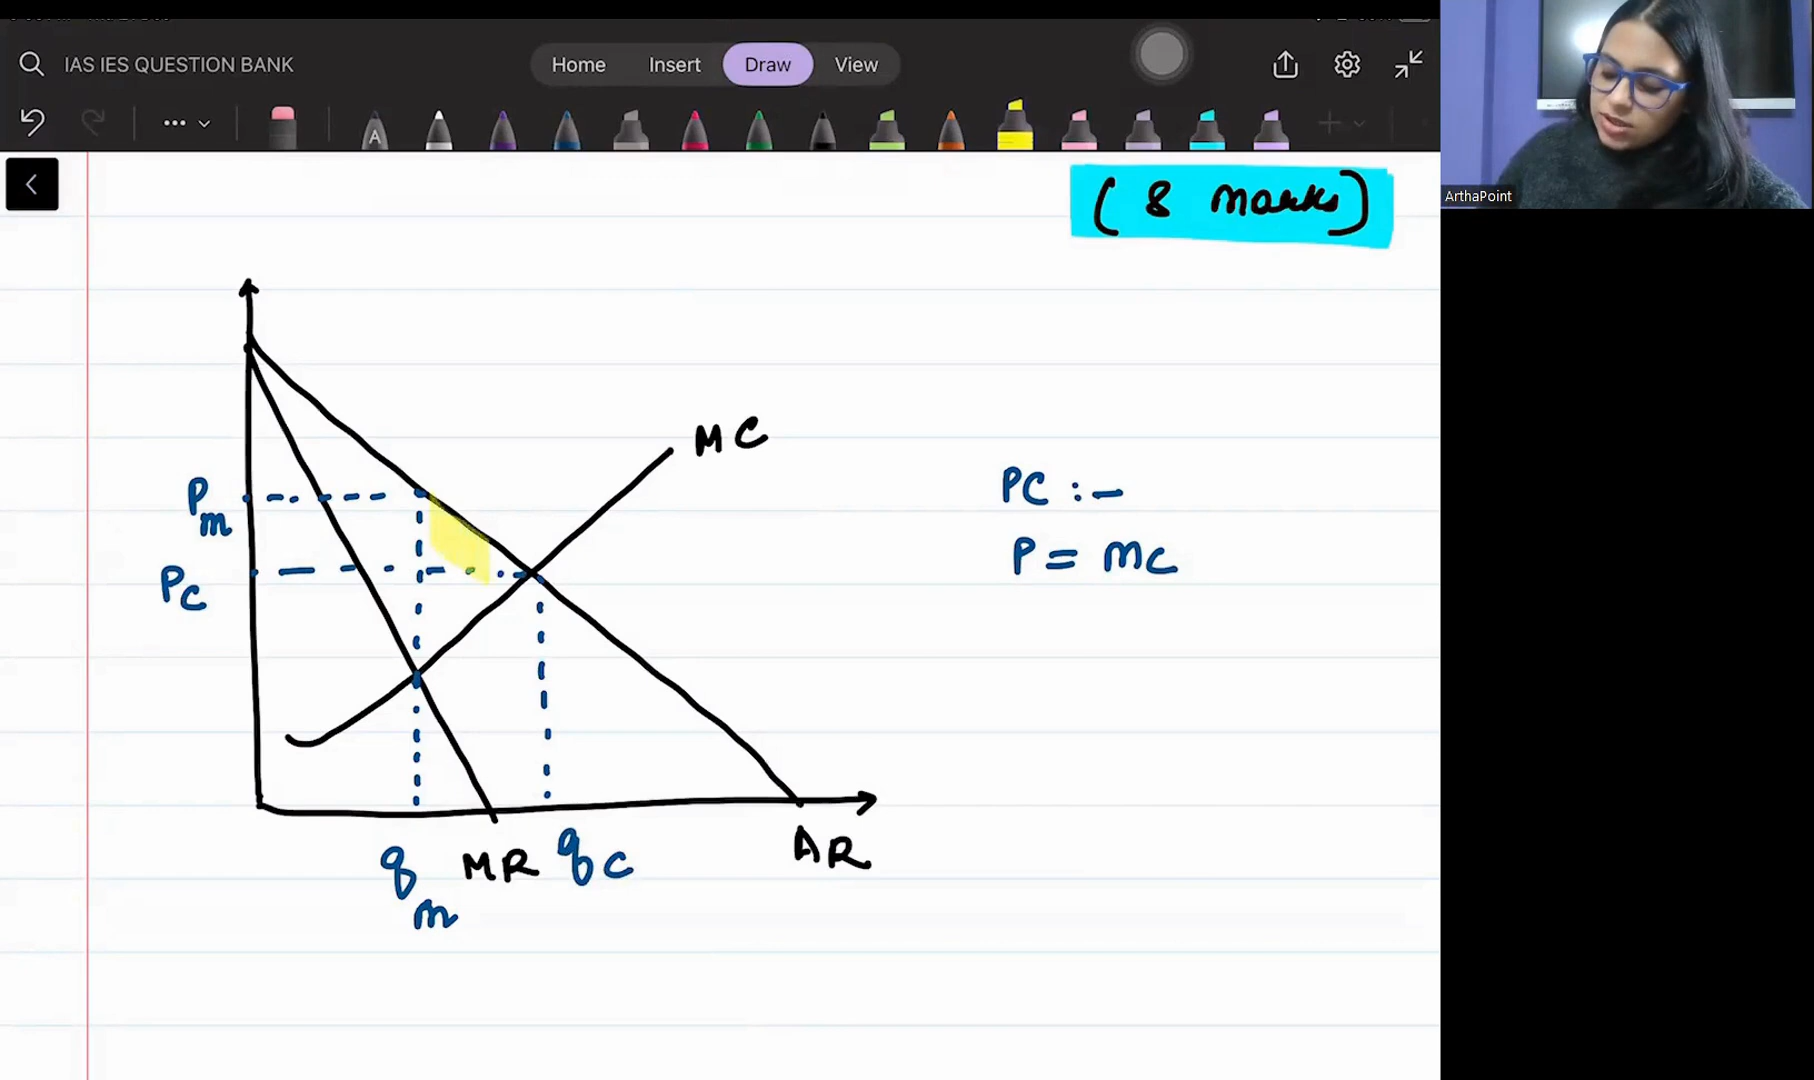 IAS IES QUESTION BANK
Home Insert Draw View
A
ArthaPoint
(8 marks)
MC
Pm
PC :-
P = MC
Pc
qm MR qc AR